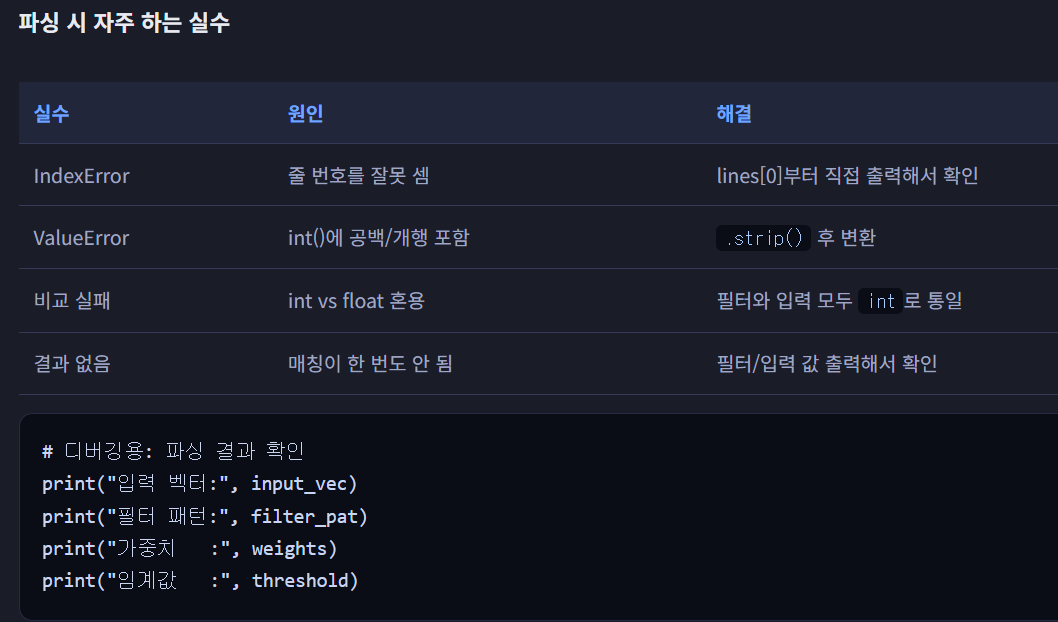 파싱 시 자주 하는 실수
실수 원인 해결
IndexError 줄 번호를 잘못 셈 lines[0]부터 직접 출력해서 확인
ValueError int()에 공백/개행 포함 .strip() 후 변환
비교 실패 int vs float 혼용 필터와 입력 모두 int로 통일
결과 없음 매칭이 한 번도 안 됨 필터/입력 값 출력해서 확인
# 디버깅용: 파싱 결과 확인
print("입력 벡터:", input_vec)
print("필터 패턴:", filter_pat)
print("가중치   :", weights)
print("임계값   :", threshold)